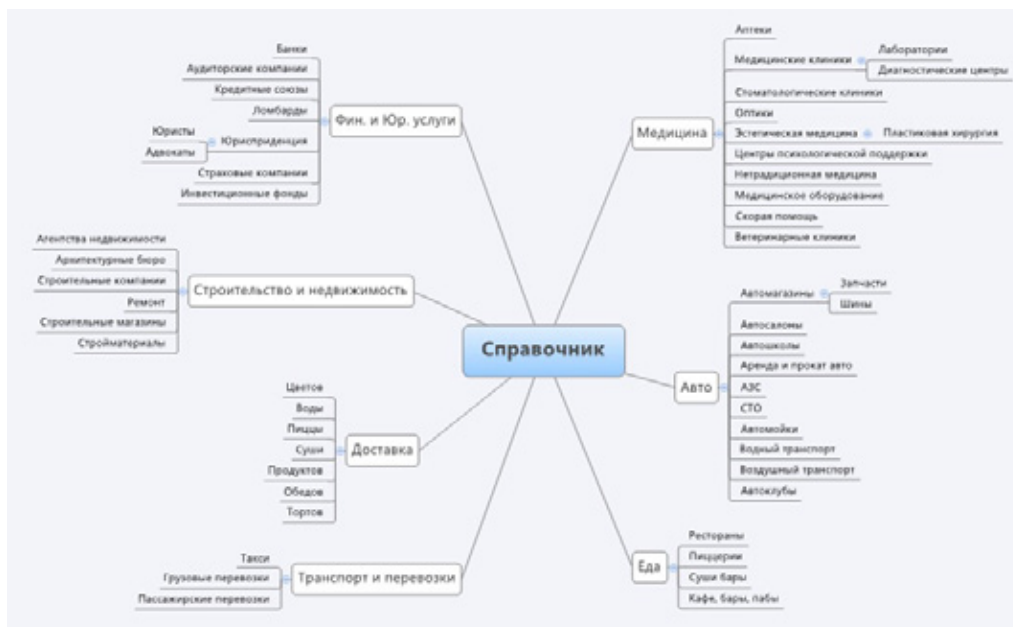 Справочник
Фин. и Юр. услуги
Банки
Аудиторские компании
Кредитные союзы
Ломбарды
Юрисприденция
Юристы
Адвокаты
Страховые компании
Инвестиционные фонды
Строительство и недвижимость
Агентства недвижимости
Архитектурные бюро
Строительные компании
Ремонт
Строительные магазины
Стройматериалы
Доставка
Цветов
Воды
Пиццы
Суши
Продуктов
Обедов
Тортов
Транспорт и перевозки
Такси
Грузовые перевозки
Пассажирские перевозки
Медицина
Аптеки
Медицинские клиники
Лаборатории
Диагностические центры
Стоматологические клиники
Оптики
Эстетическая медицина
Пластиковая хирургия
Центры психологической поддержки
Нетрадиционная медицина
Медицинское оборудование
Скорая помощь
Ветеринарные клиники
Авто
Автомагазины
Запчасти
Шины
Автосалоны
Автошколы
Аренда и прокат авто
АЗС
СТО
Автомойки
Водный транспорт
Воздушный транспорт
Автоклубы
Еда
Рестораны
Пиццерии
Суши бары
Кафе, бары, пабы